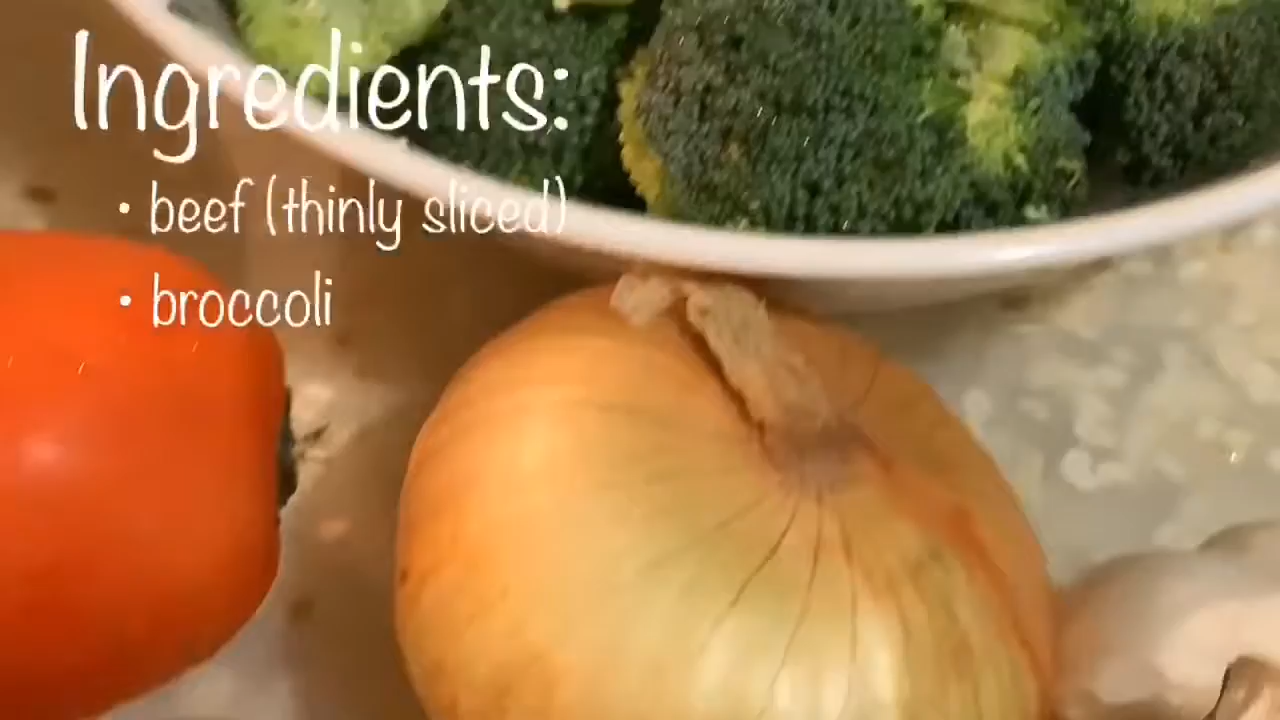 Ingredients:
• beef (thinly sliced)
• broccoli